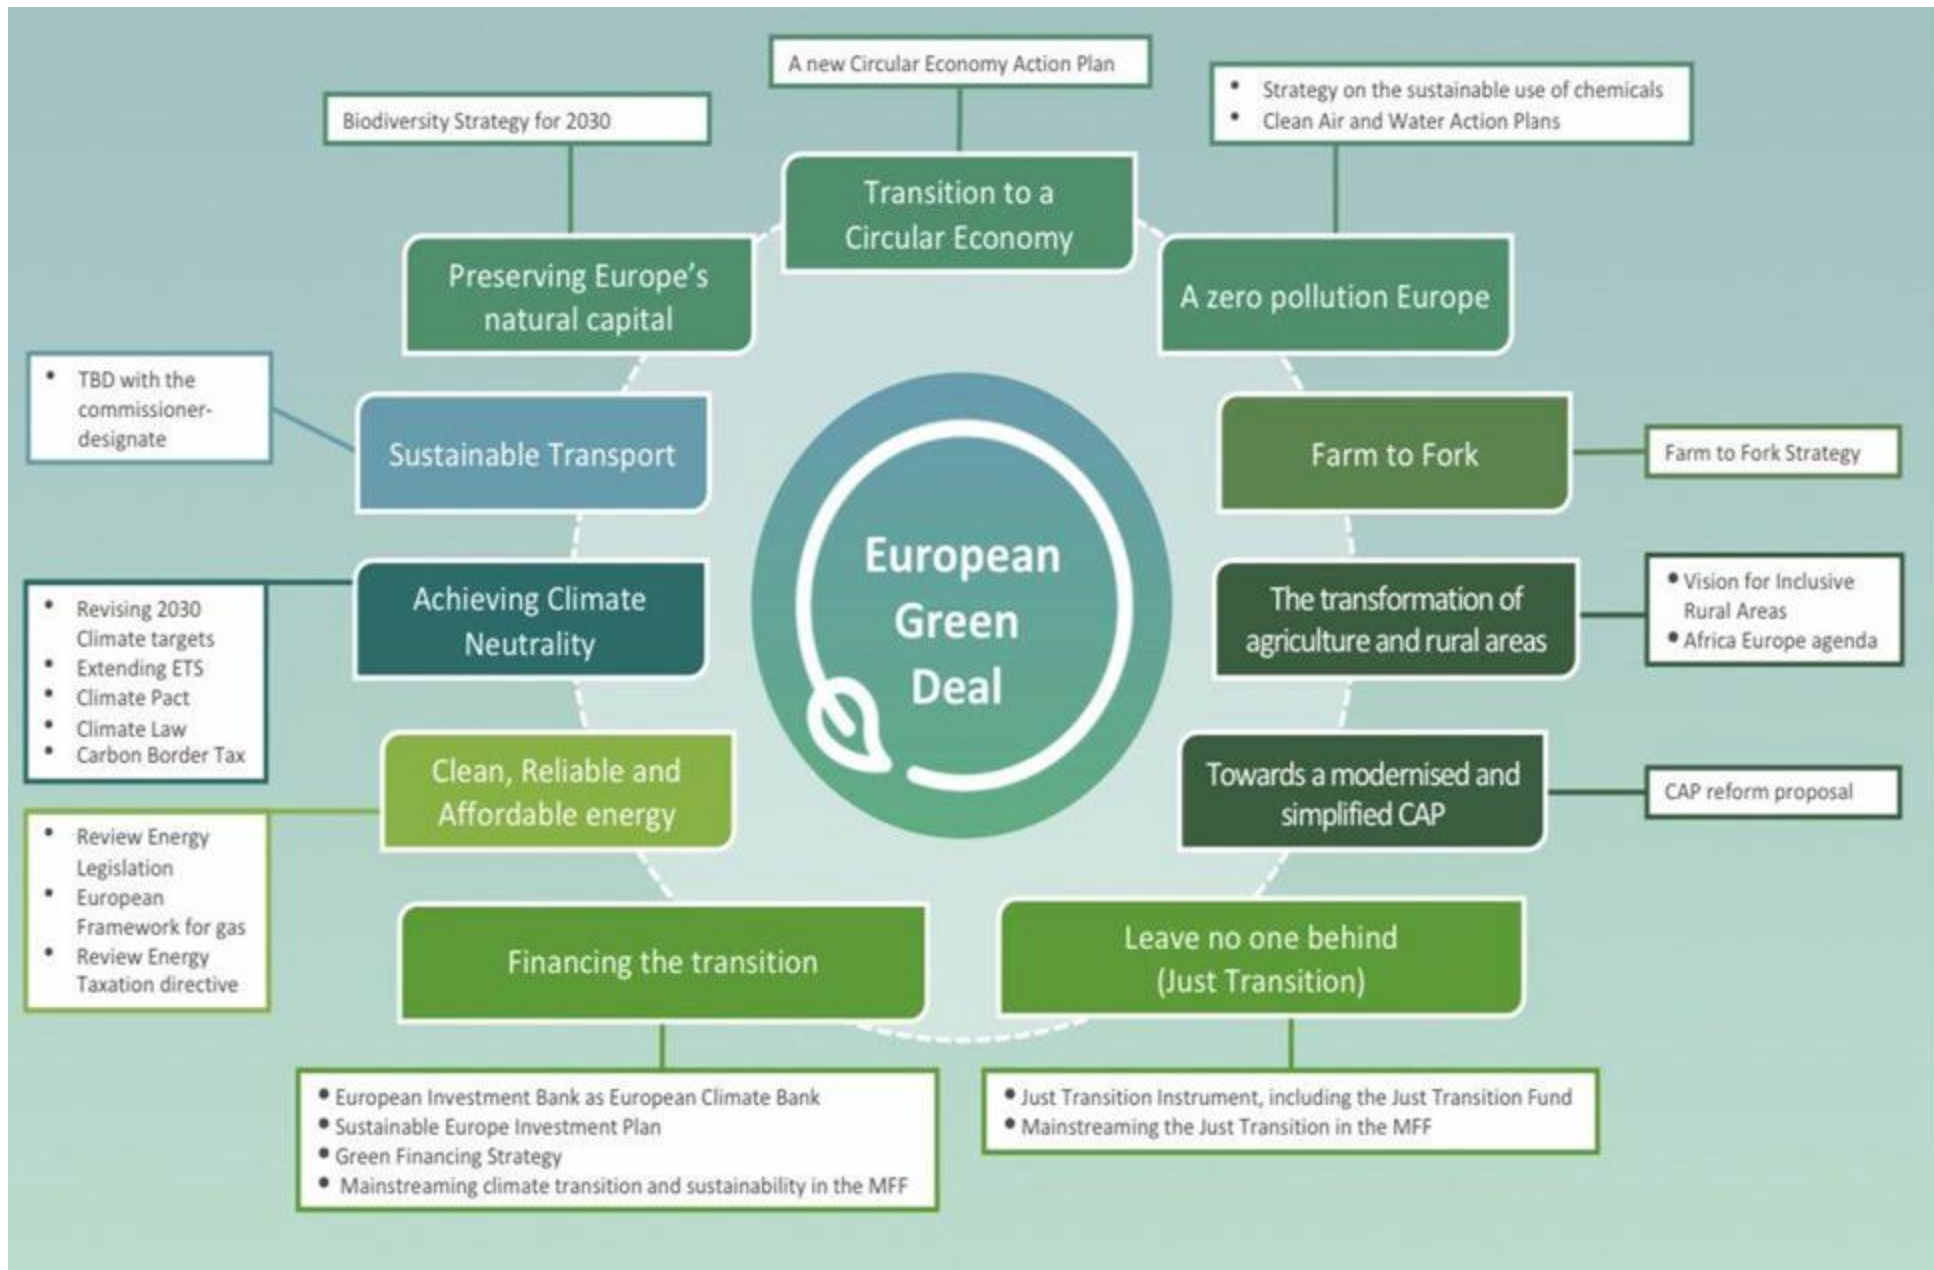 A new Circular Economy Action Plan
Biodiversity Strategy for 2030
• Strategy on the sustainable use of chemicals
• Clean Air and Water Action Plans
Transition to a
Circular Economy
Preserving Europe's
natural capital
A zero pollution Europe
• TBD with the
commissioner-
designate
Sustainable Transport
Farm to Fork
Farm to Fork Strategy
European
Green
Deal
Achieving Climate
Neutrality
• Revising 2030
Climate targets
• Extending ETS
• Climate Pact
• Climate Law
• Carbon Border Tax
The transformation of
agriculture and rural areas
• Vision for Inclusive
Rural Areas
• Africa Europe agenda
Clean, Reliable and
Affordable energy
• Review Energy
Legislation
• European
Framework for gas
• Review Energy
Taxation directive
Towards a modernised and
simplified CAP
CAP reform proposal
Financing the transition
• European Investment Bank as European Climate Bank
• Sustainable Europe Investment Plan
• Green Financing Strategy
• Mainstreaming climate transition and sustainability in the MFF
Leave no one behind
(Just Transition)
• Just Transition Instrument, including the Just Transition Fund
• Mainstreaming the Just Transition in the MFF